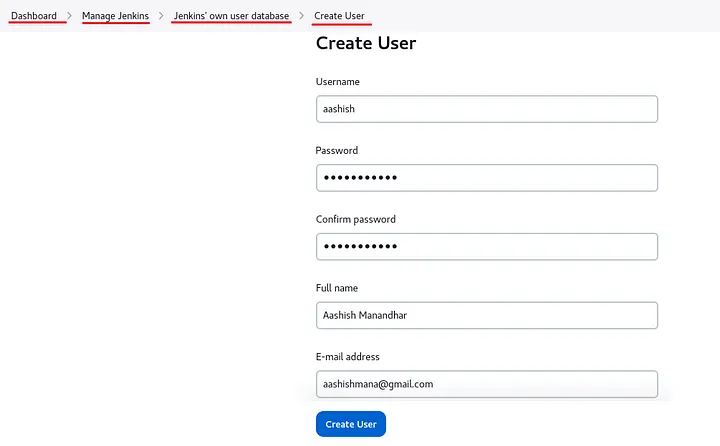 Dashboard > Manage Jenkins > Jenkins' own user database > Create User
Create User
Username
aashish
Password
•••••••••••
Confirm password
•••••••••••
Full name
Aashish Manandhar
E-mail address
aashishmana@gmail.com
Create User